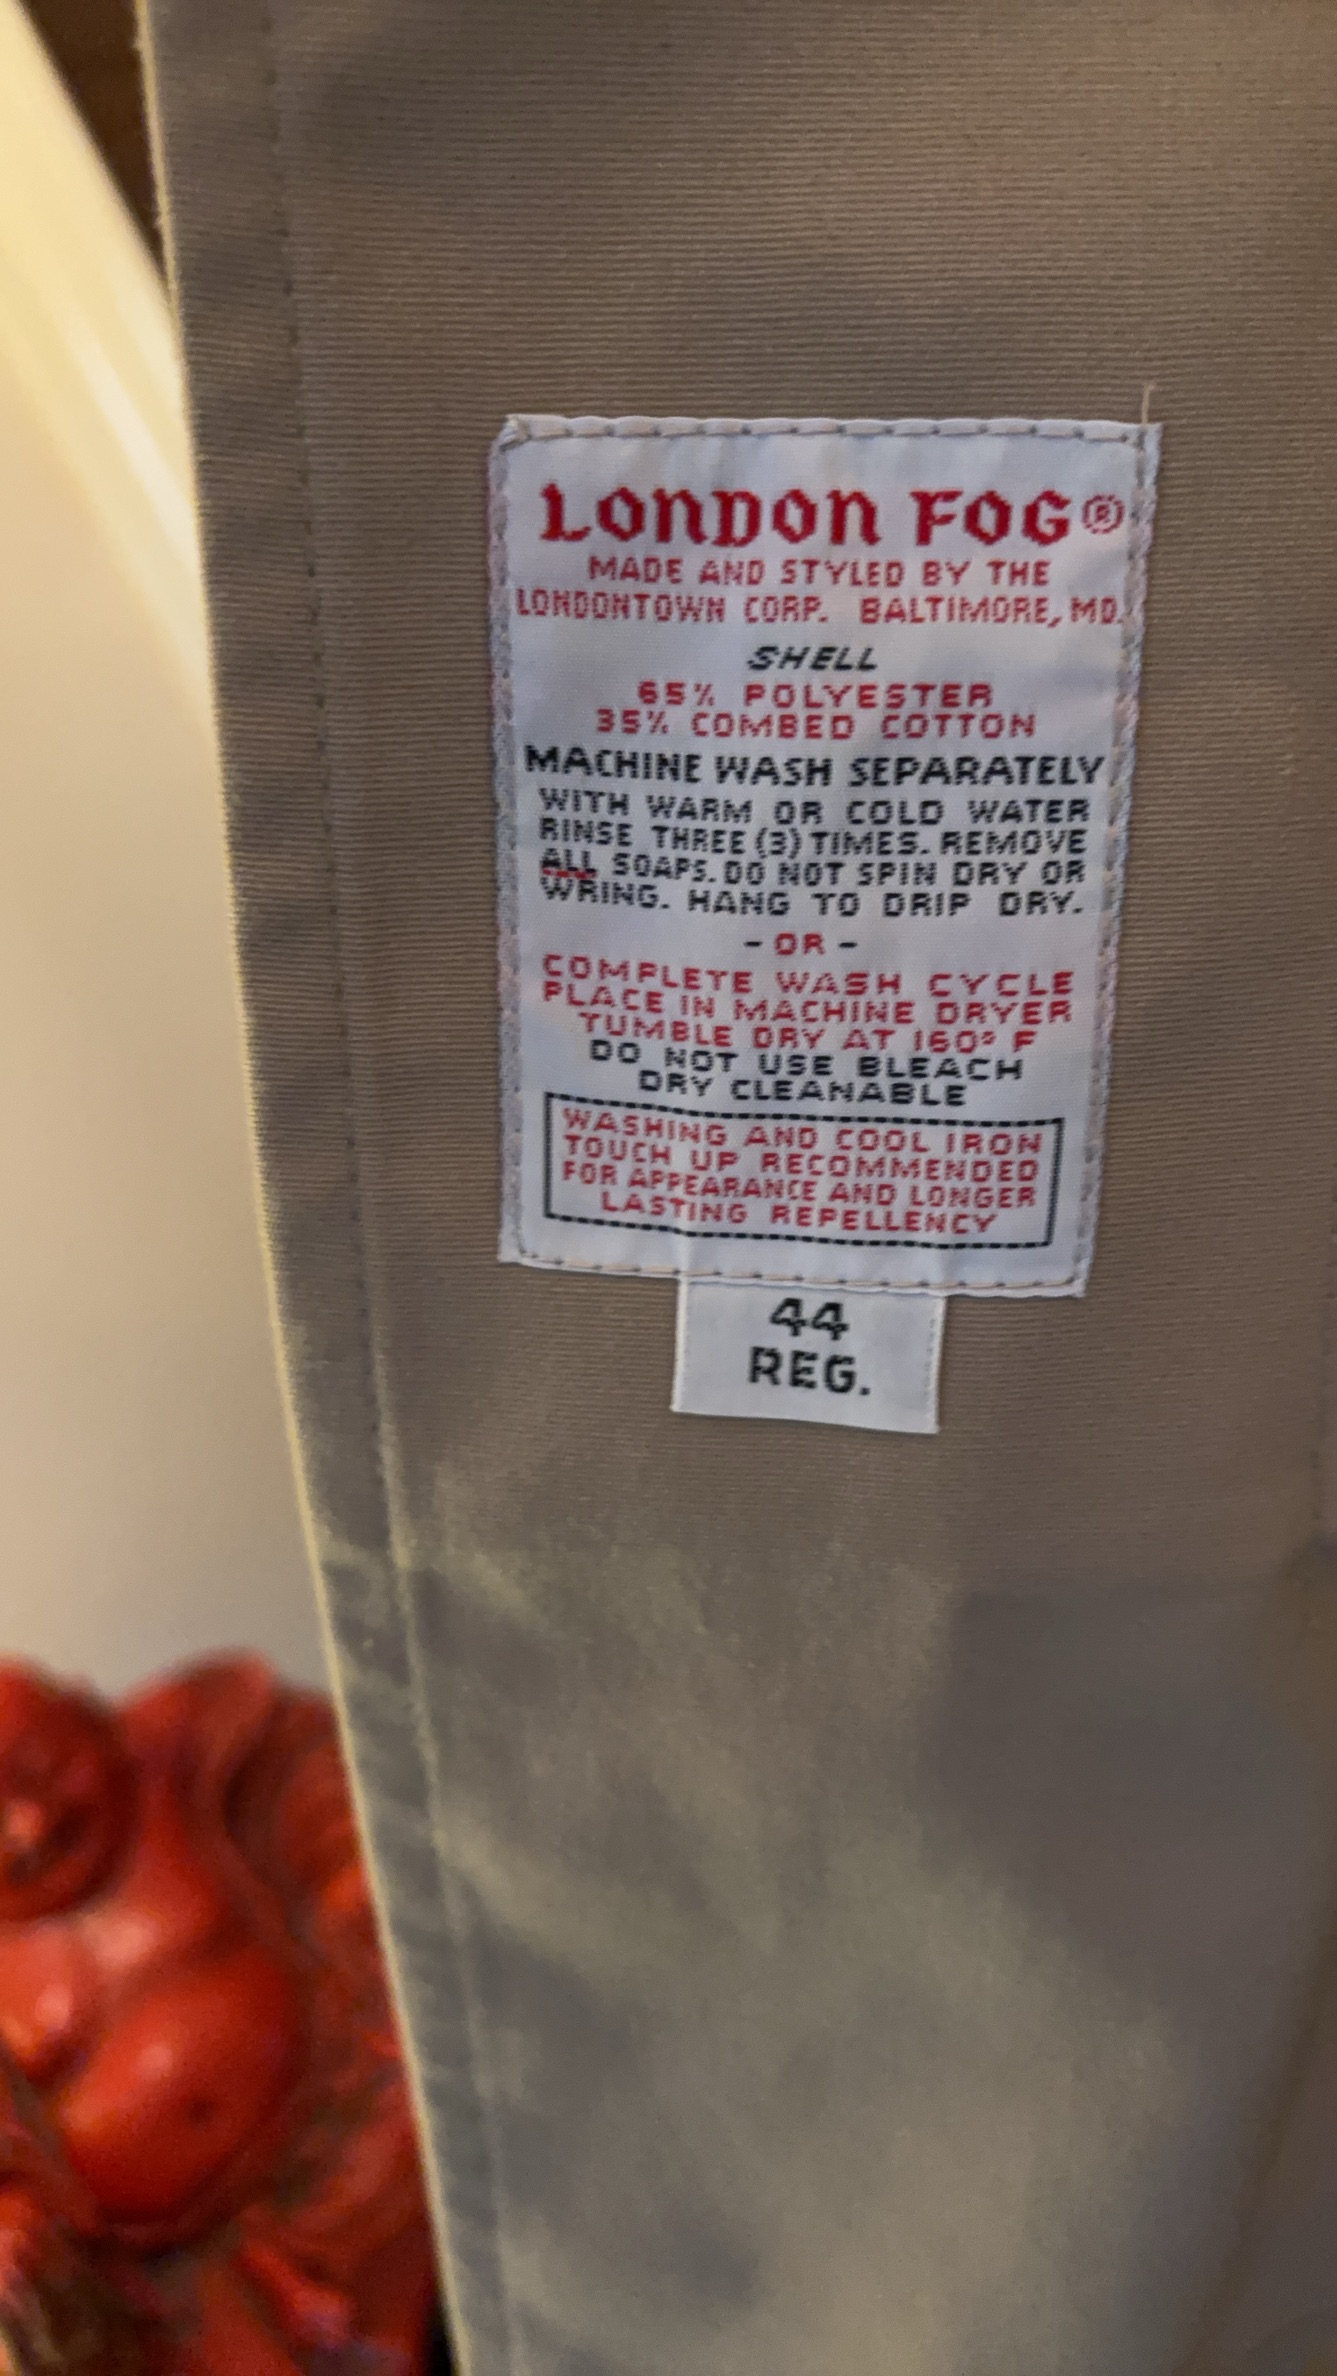 LONDON FOG®
MADE AND STYLED BY THE
LONDONTOWN CORP. BALTIMORE, MD.
SHELL
65% POLYESTER
35% COMBED COTTON
MACHINE WASH SEPARATELY
WITH WARM OR COLD WATER
RINSE THREE (3) TIMES. REMOVE
ALL SOAPS. DO NOT SPIN DRY OR
WRING. HANG TO DRIP DRY.
- OR -
COMPLETE WASH CYCLE
PLACE IN MACHINE DRYER
TUMBLE DRY AT 160° F
DO NOT USE BLEACH
DRY CLEANABLE
WASHING AND COOL IRON
TOUCH UP RECOMMENDED
FOR APPEARANCE AND LONGER
LASTING REPELLENCY
44
REG.